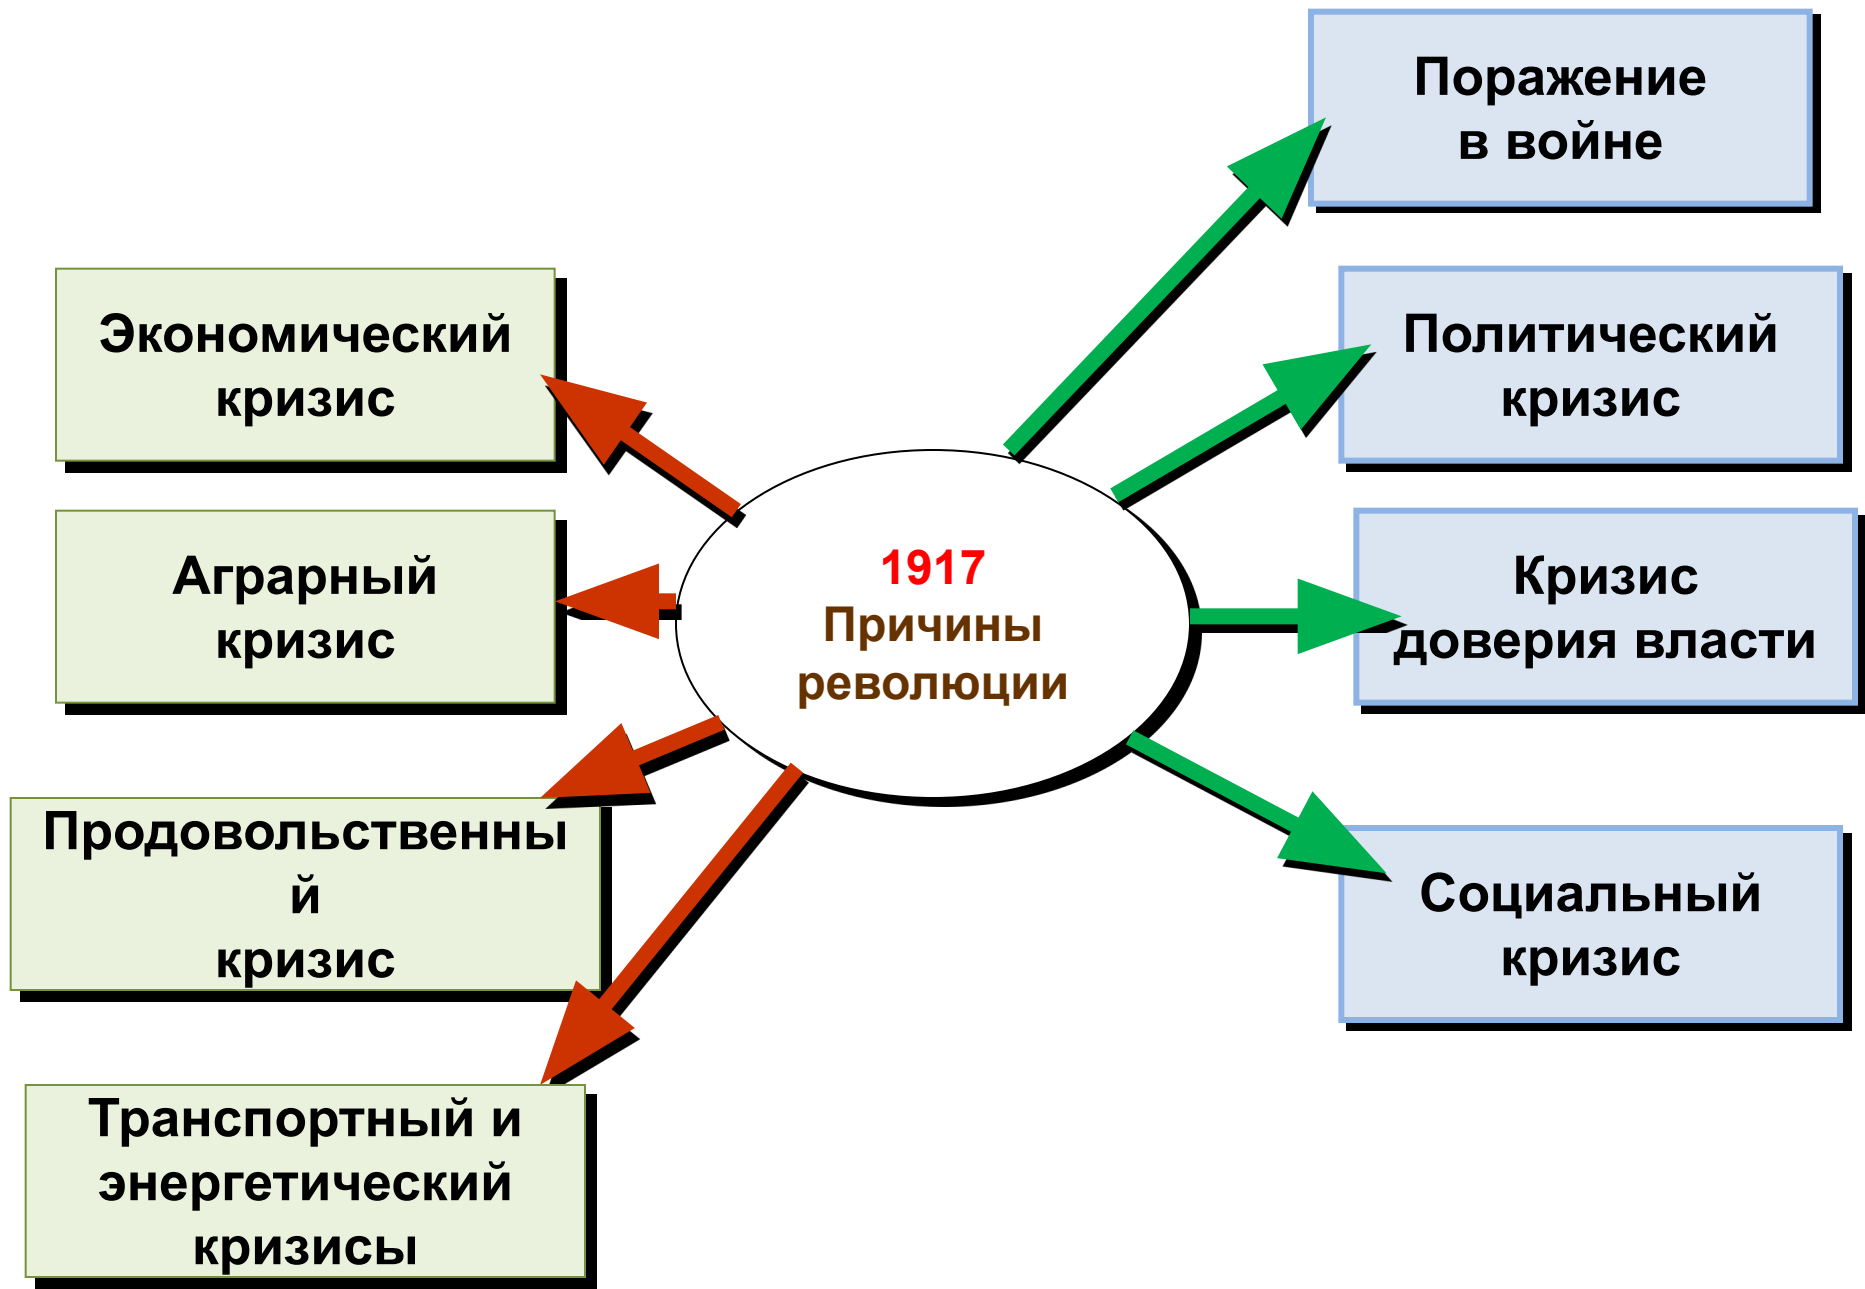 Поражение
в войне
Экономический
кризис
Политический
кризис
Аграрный
кризис
1917
Причины
революции
Кризис
доверия власти
Продовольственны
й
кризис
Социальный
кризис
Транспортный и
энергетический
кризисы